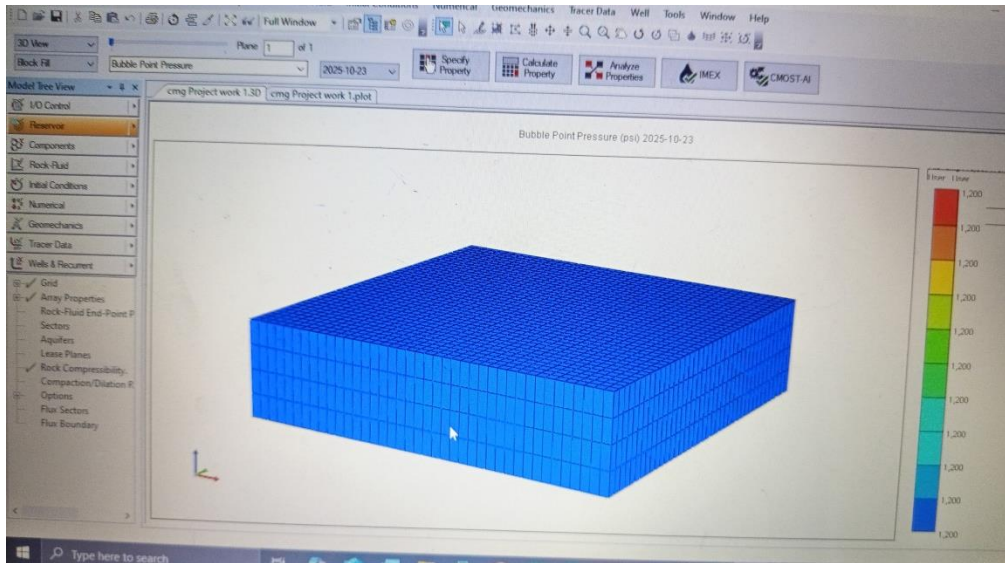 Numerical Geomechanics Tracer Data Well Tools Window Help
Full Window
3D View Plane 1 of 1
Block Fill Bubble Point Pressure 2025-10-23 Specify Property Calculate Property Analyze Properties IMEX CMOST-AI
Model Tree View cmg Project work 1.3D cmg Project work 1.plot
I/O Control
Reservoir
Components
Rock-Fluid
Initial Conditions
Numerical
Geomechanics
Tracer Data
Wells & Recurrent
Grid
Array Properties
Rock-Fluid End-Point P
Sectors
Aquifers
Lease Planes
Rock Compressibility.
Compaction/Dilation R
Options
Flux Sectors
Flux Boundary
Bubble Point Pressure (psi) 2025-10-23
User User
1,200
1,200
1,200
1,200
1,200
1,200
1,200
1,200
1,200
1,200
1,200
Type here to search